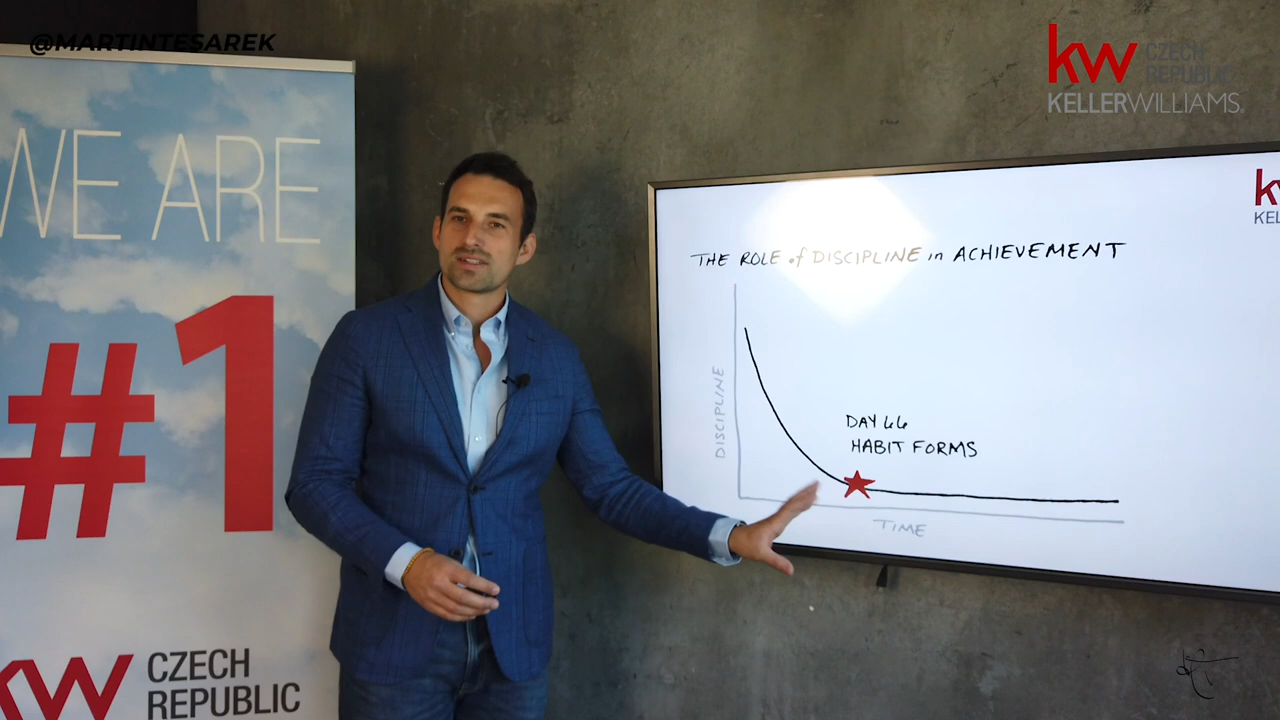 @MARTINTESAREK
WE ARE
#1
kw CZECH
REPUBLIC
kw CZECH
REPUBLIC
KELLERWILLIAMS®
THE ROLE of DISCIPLINE in ACHIEVEMENT
DISCIPLINE
DAY 66
HABIT FORMS
TIME